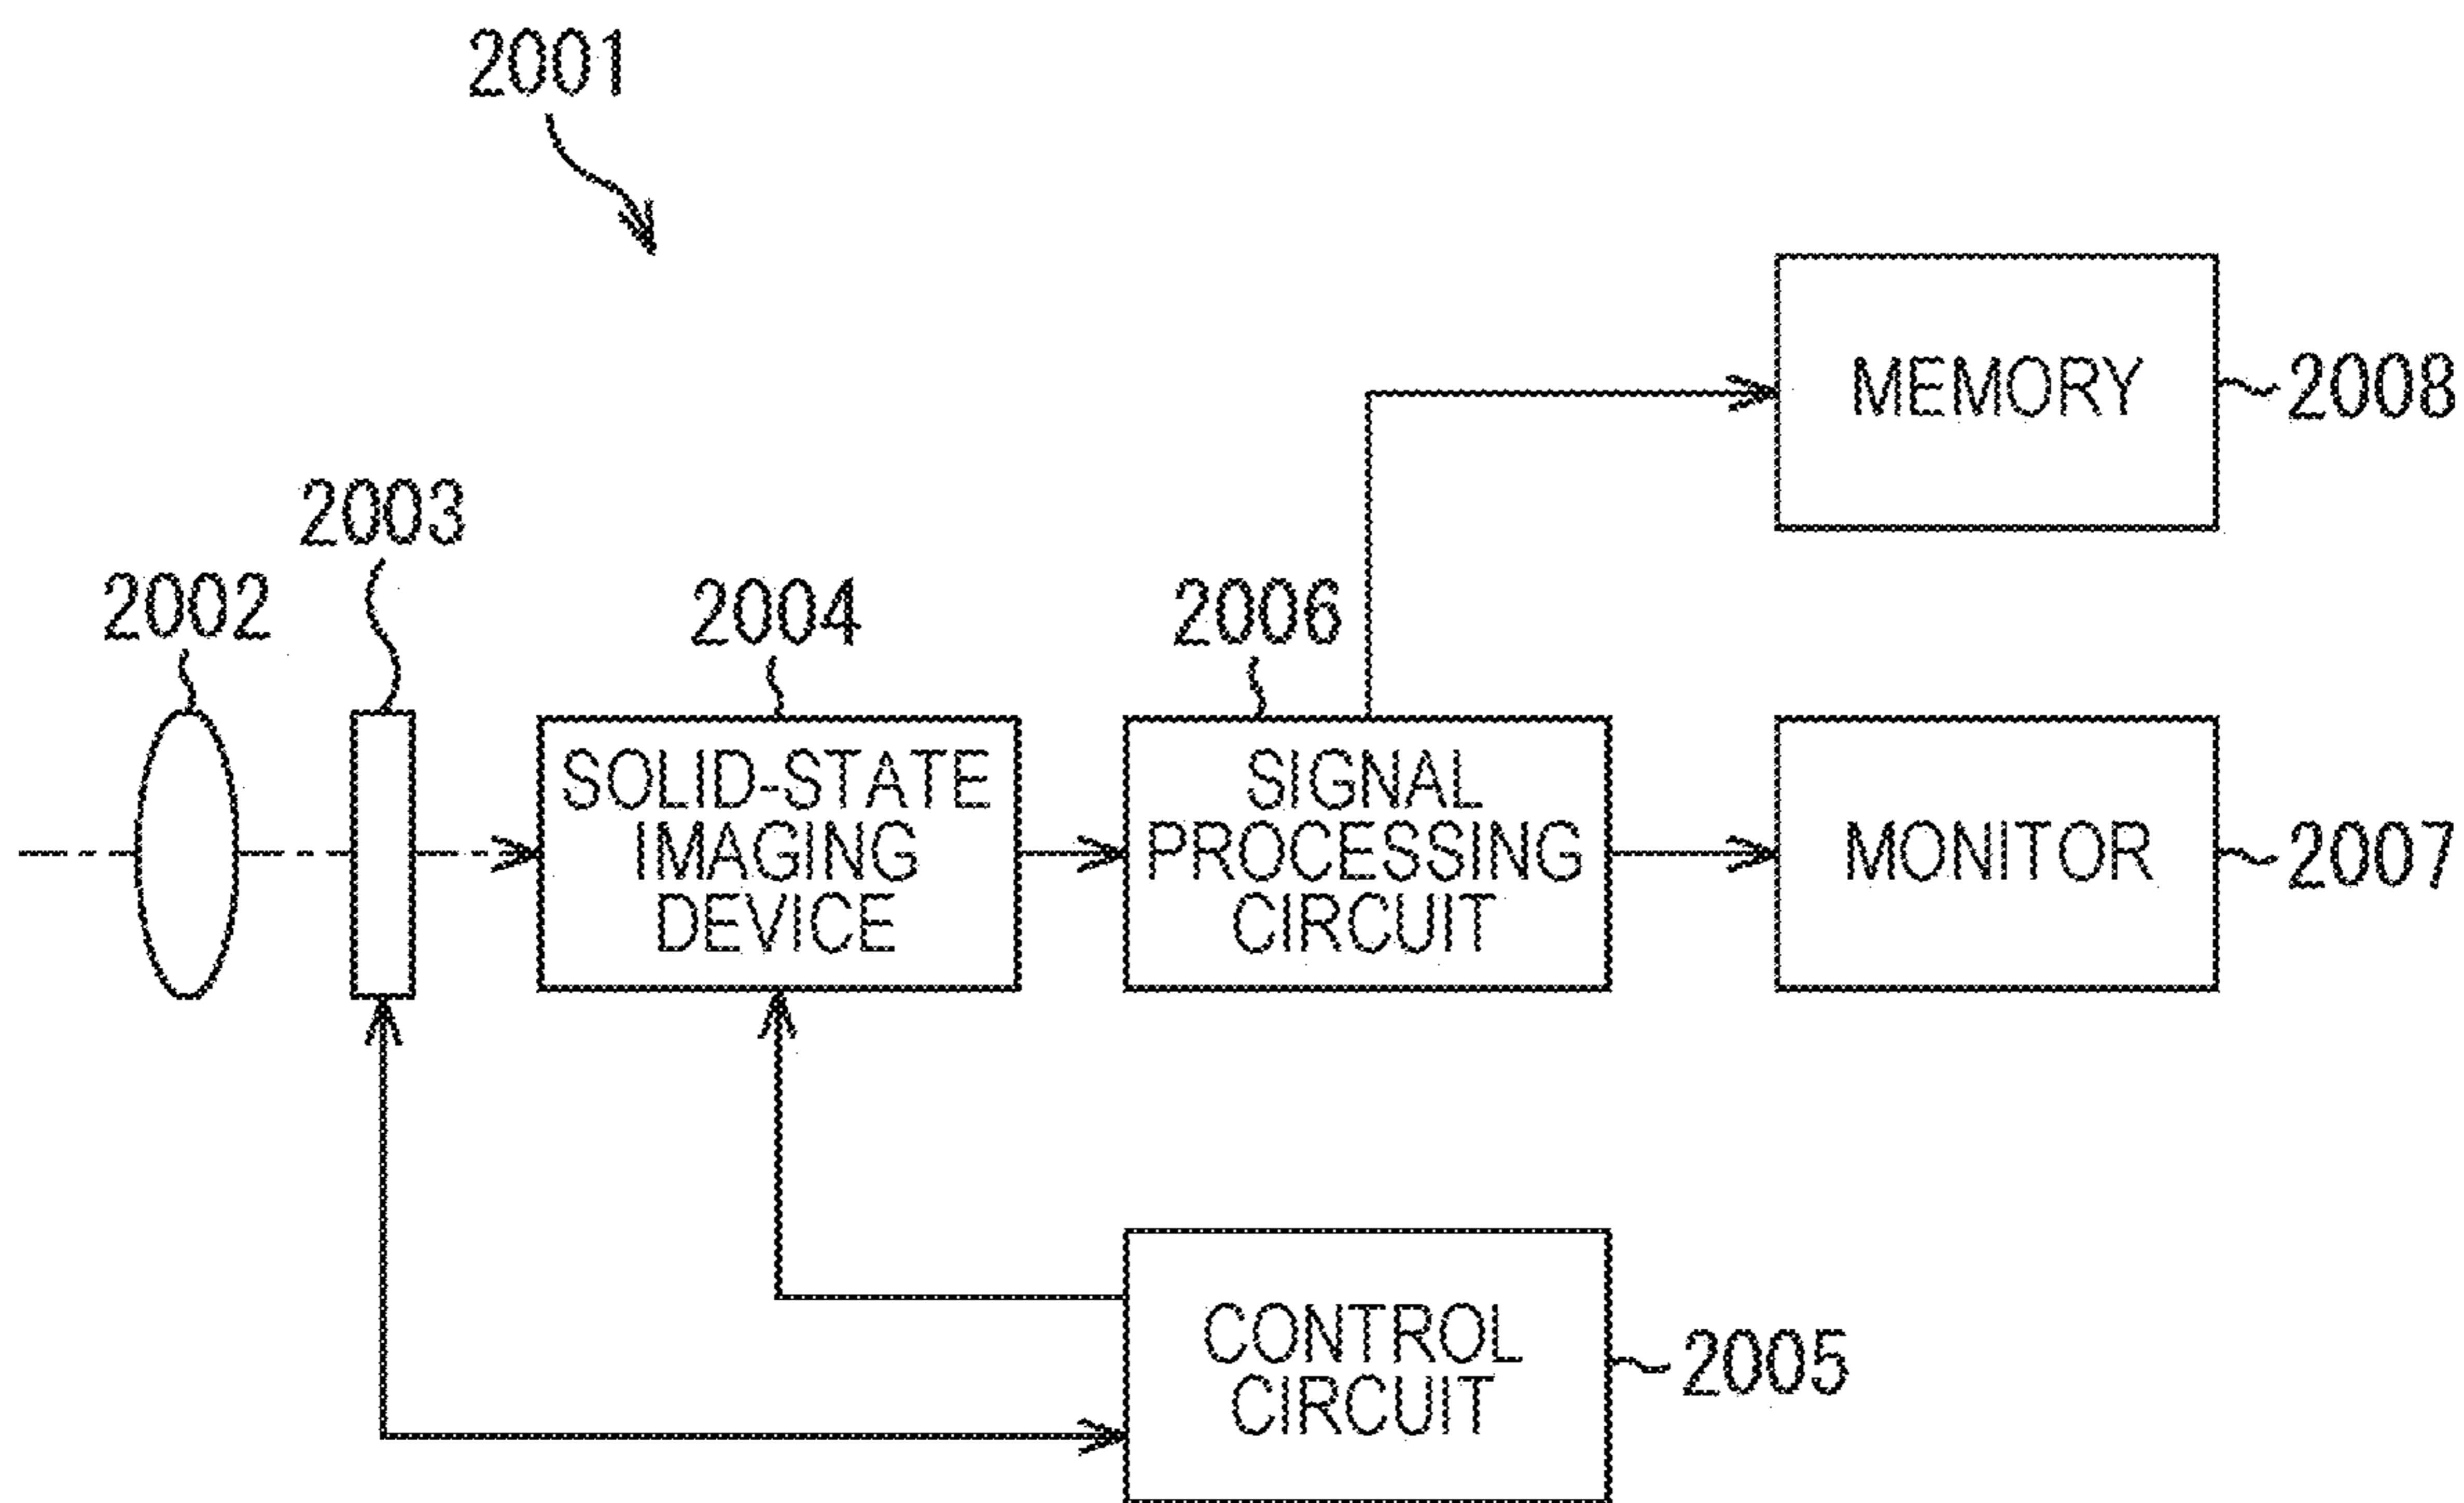 2001
MEMORY
2008
2003
2002
2004
2006
SOLID-STATE
IMAGING
DEVICE
SIGNAL
PROCESSING
CIRCUIT
MONITOR
2007
CONTROL
CIRCUIT
2005